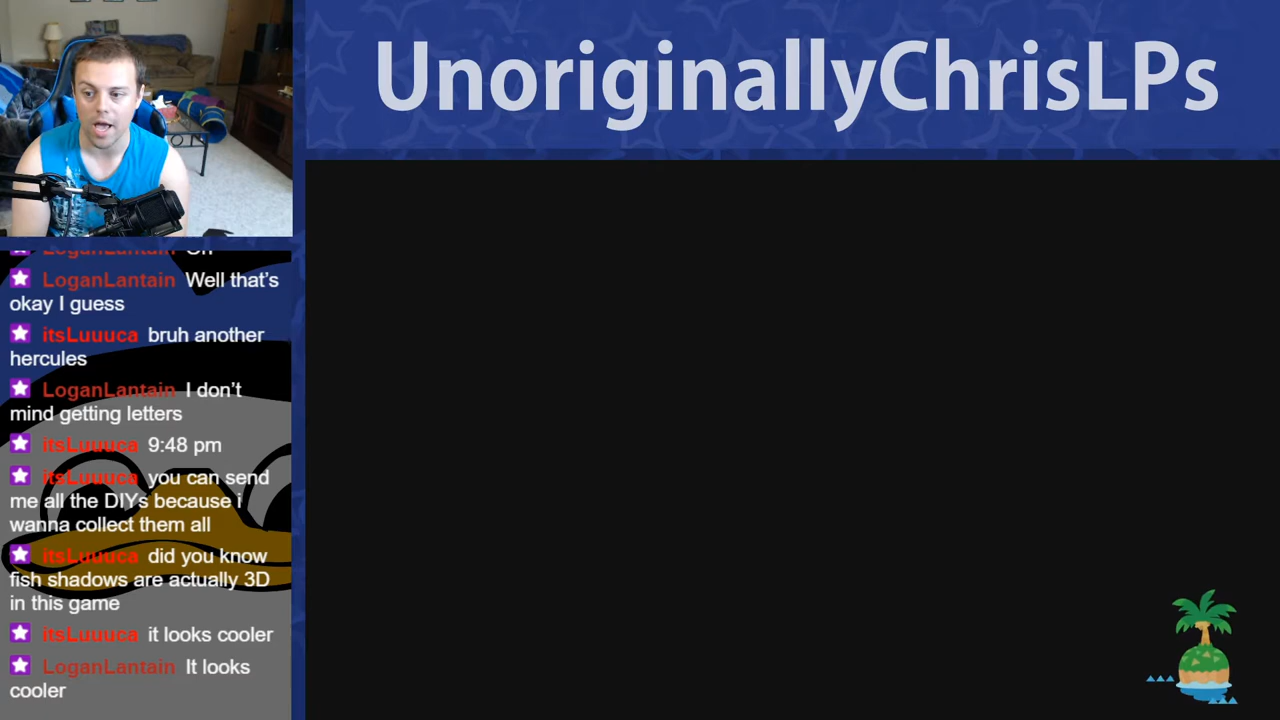 UnoriginallyChrisLPs
LoganLantain Oh
LoganLantain Well that's
okay I guess
itsLuuuca bruh another
hercules
LoganLantain I don't
mind getting letters
itsLuuuca 9:48 pm
itsLuuuca you can send
me all the DIYs because i
wanna collect them all
itsLuuuca did you know
fish shadows are actually 3D
in this game
itsLuuuca it looks cooler
LoganLantain It looks
cooler